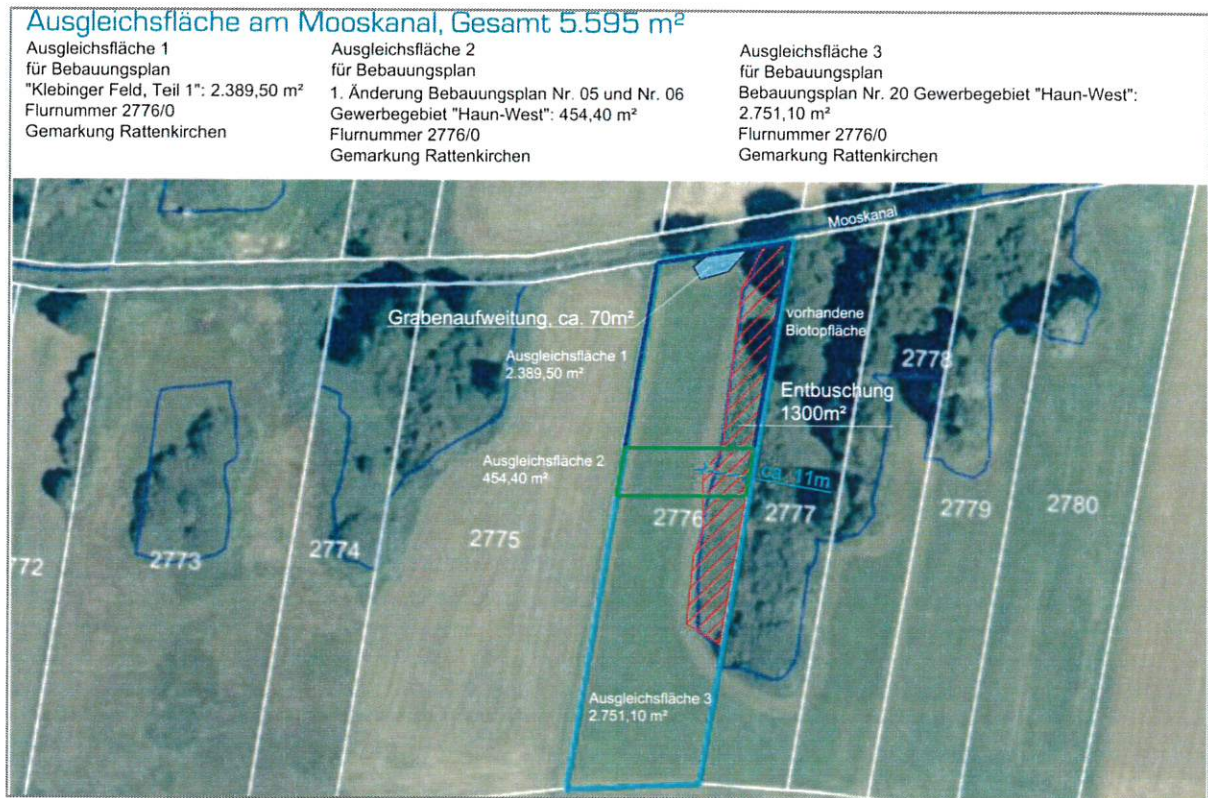 Ausgleichsfläche am Mooskanal, Gesamt 5.595 m²
Ausgleichsfläche 1
für Bebauungsplan
"Klebinger Feld, Teil 1": 2.389,50 m²
Flurnummer 2776/0
Gemarkung Rattenkirchen
Ausgleichsfläche 2
für Bebauungsplan
1. Änderung Bebauungsplan Nr. 05 und Nr. 06
Gewerbegebiet "Haun-West": 454,40 m²
Flurnummer 2776/0
Gemarkung Rattenkirchen
Ausgleichsfläche 3
für Bebauungsplan
Bebauungsplan Nr. 20 Gewerbegebiet "Haun-West":
2.751,10 m²
Flurnummer 2776/0
Gemarkung Rattenkirchen
Mooskanal
Grabenaufweitung, ca. 70m²
vorhandene
Biotopfläche
Ausgleichsfläche 1
2.389,50 m²
2778
Entbuschung
1300m²
Ausgleichsfläche 2
454,40 m²
ca. 11m
2772
2773
2774
2775
2776
2777
2779
2780
Ausgleichsfläche 3
2.751,10 m²